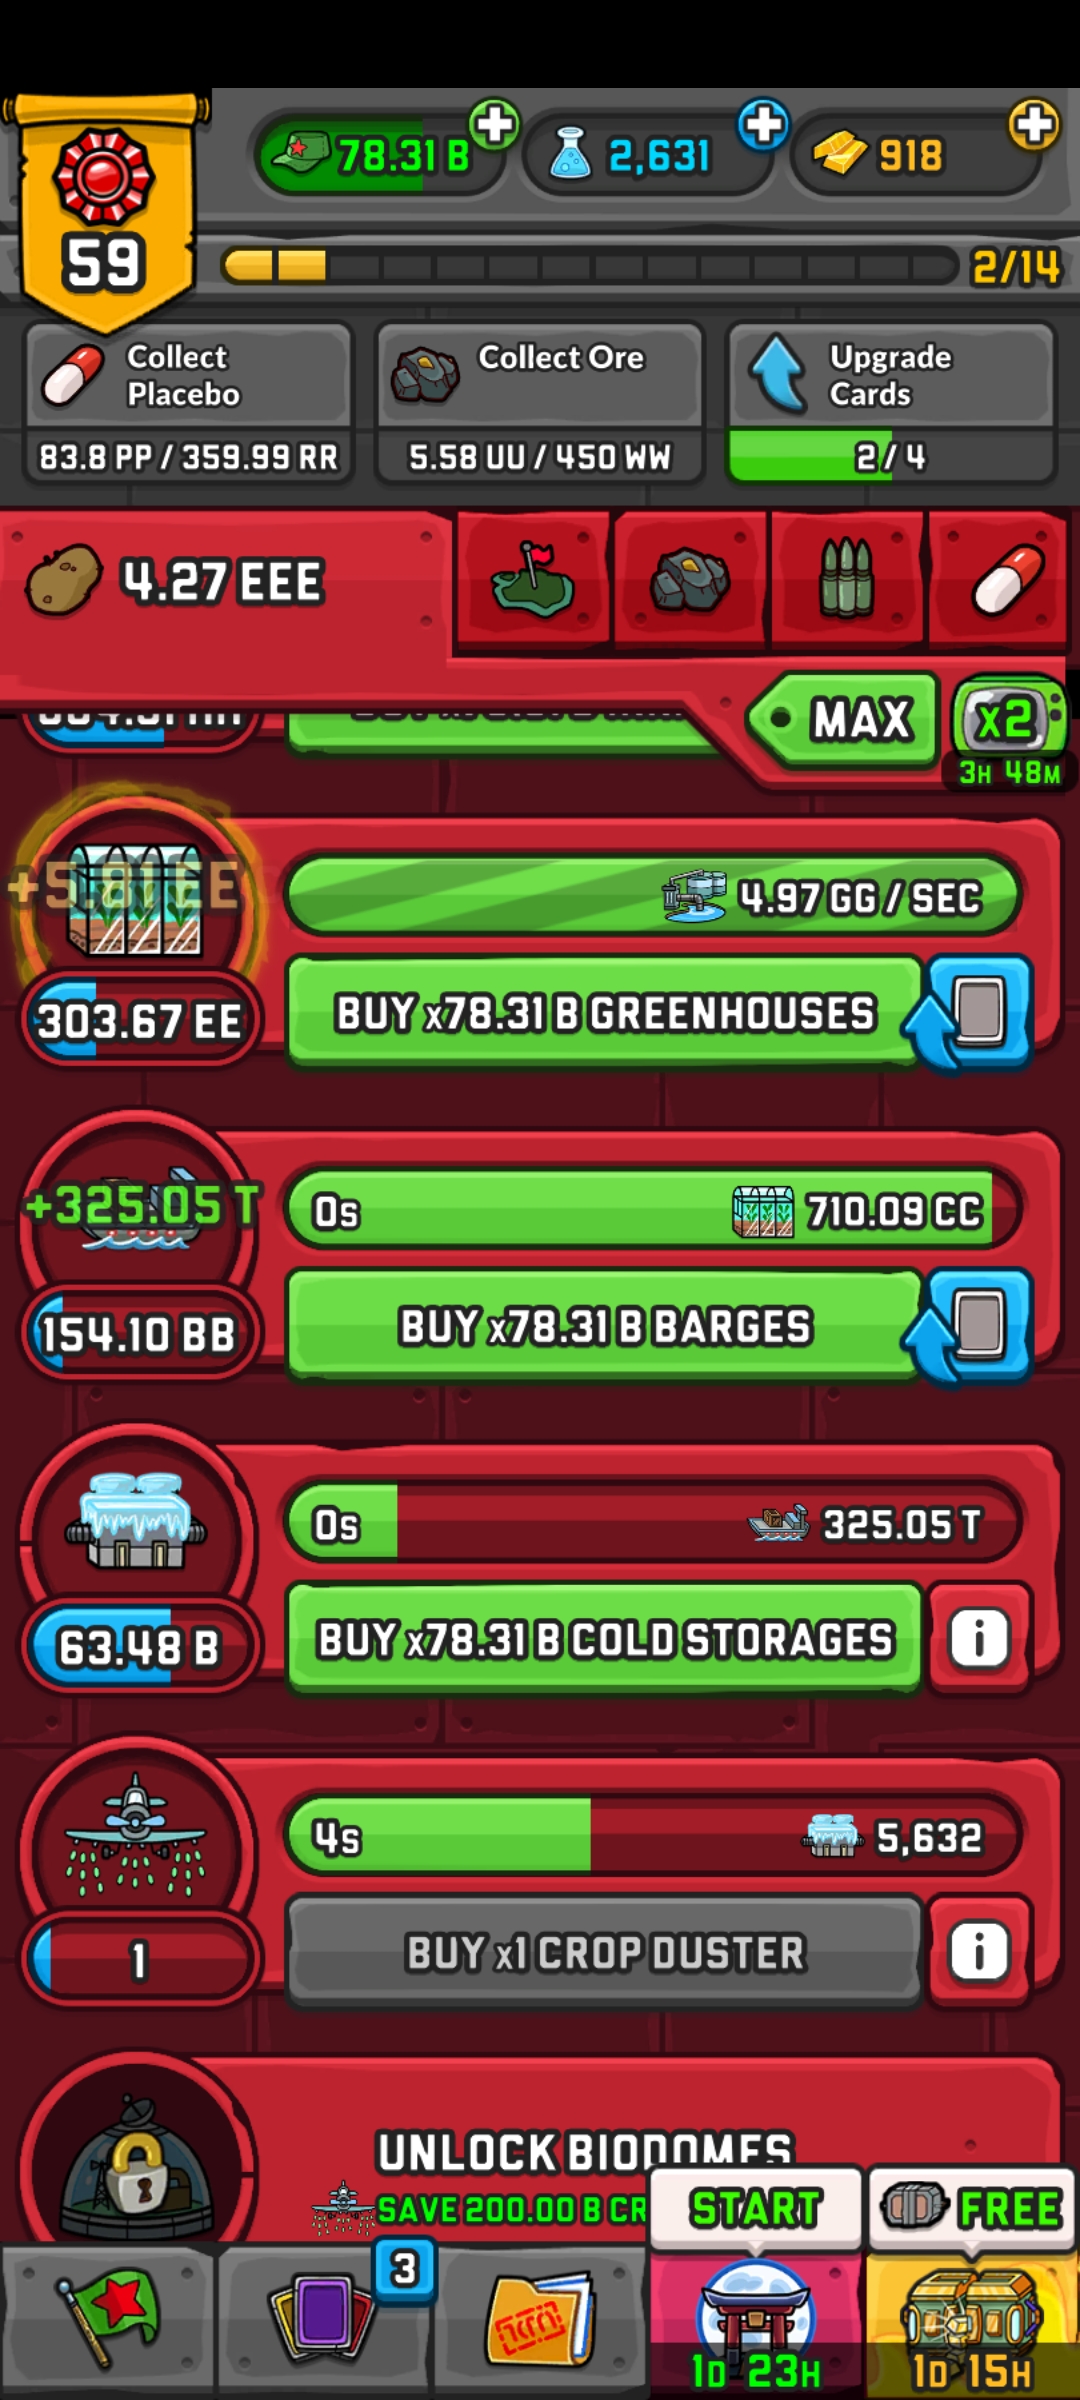 78.31 B
2,631
918
59
2/14
Collect
Placebo
83.8 PP / 359.99 RR
Collect Ore
5.58 UU / 450 WW
Upgrade
Cards
2 / 4
4.27 EEE
MAX
x2
3H 48M
+5.81 EE
4.97 GG / SEC
303.67 EE
BUY x78.31 B GREENHOUSES
+325.05 T
0s
710.09 CC
154.10 BB
BUY x78.31 B BARGES
0s
325.05 T
63.48 B
BUY x78.31 B COLD STORAGES
i
4s
5,632
1
BUY x1 CROP DUSTER
i
UNLOCK BIODOMES
SAVE 200.00 B CR
START
FREE
3
1D 23H
1D 15H